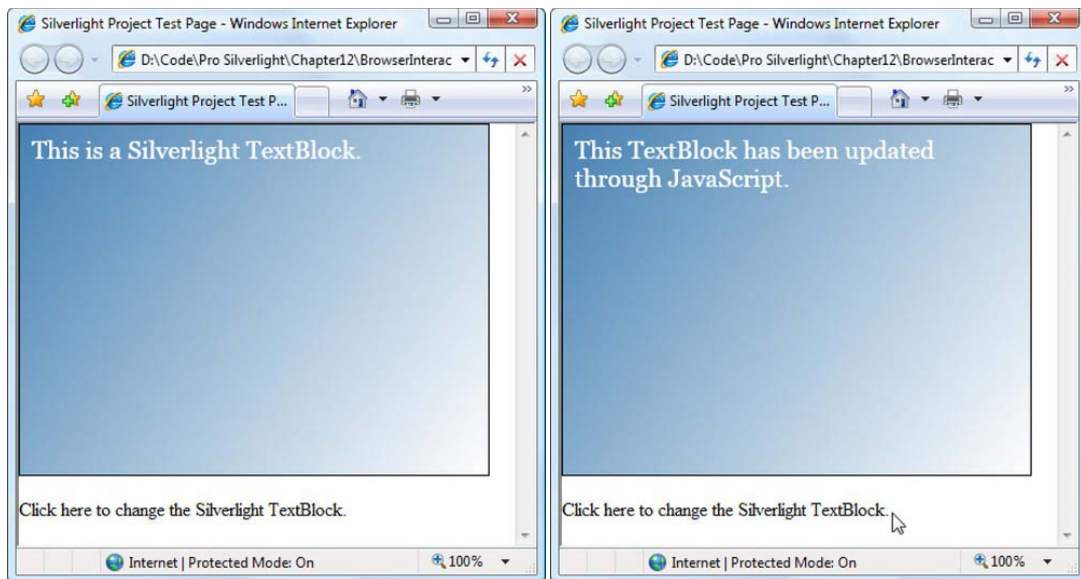 Silverlight Project Test Page - Windows Internet Explorer
D:\Code\Pro Silverlight\Chapter12\BrowserInterac
Silverlight Project Test P...
This is a Silverlight TextBlock.
Click here to change the Silverlight TextBlock.
Internet | Protected Mode: On
100%
Silverlight Project Test Page - Windows Internet Explorer
D:\Code\Pro Silverlight\Chapter12\BrowserInterac
Silverlight Project Test P...
This TextBlock has been updated
through JavaScript.
Click here to change the Silverlight TextBlock.
Internet | Protected Mode: On
100%